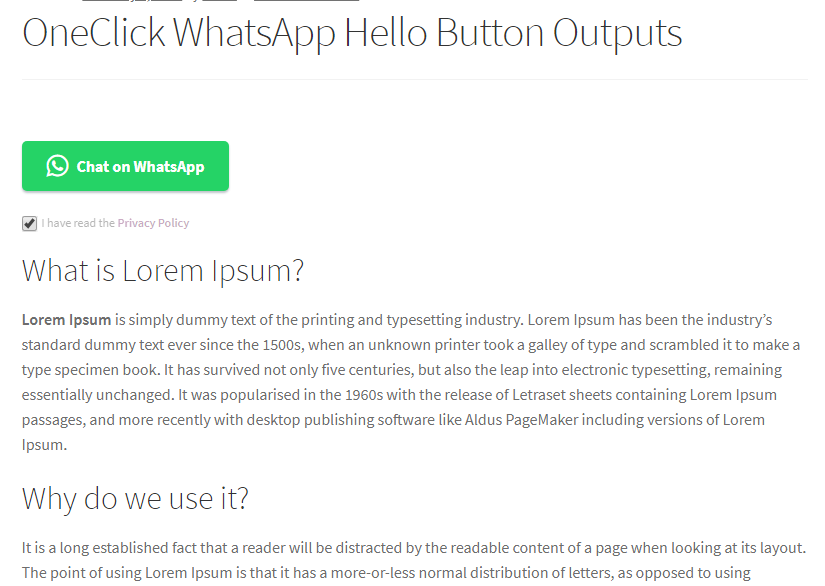 OneClick WhatsApp Hello Button Outputs
Chat on WhatsApp
I have read the Privacy Policy
What is Lorem Ipsum?
Lorem Ipsum is simply dummy text of the printing and typesetting industry. Lorem Ipsum has been the industry’s
standard dummy text ever since the 1500s, when an unknown printer took a galley of type and scrambled it to make a
type specimen book. It has survived not only five centuries, but also the leap into electronic typesetting, remaining
essentially unchanged. It was popularised in the 1960s with the release of Letraset sheets containing Lorem Ipsum
passages, and more recently with desktop publishing software like Aldus PageMaker including versions of Lorem
Ipsum.
Why do we use it?
It is a long established fact that a reader will be distracted by the readable content of a page when looking at its layout.
The point of using Lorem Ipsum is that it has a more-or-less normal distribution of letters, as opposed to using